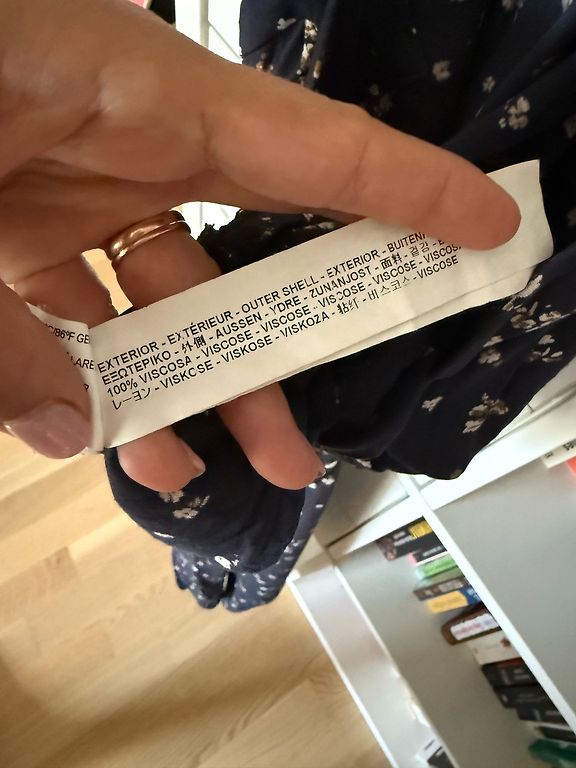 EXTERIOR - EXTÉRIEUR - OUTER SHELL - EXTERIOR -
ΕΞΩΤΕΡΙΚΟ - 外側 - AUSSEN - YDRE - ZUNANJOST - 面料 - 겉감 -
100% VISCOSA - VISCOSE - VISCOSE - VISCOSE - VISCOSE - VISCOSE -
レーヨン - VISKOSE - VISKOSE - VISKOZA - 粘纤 - 비스코스 - VISCOSE